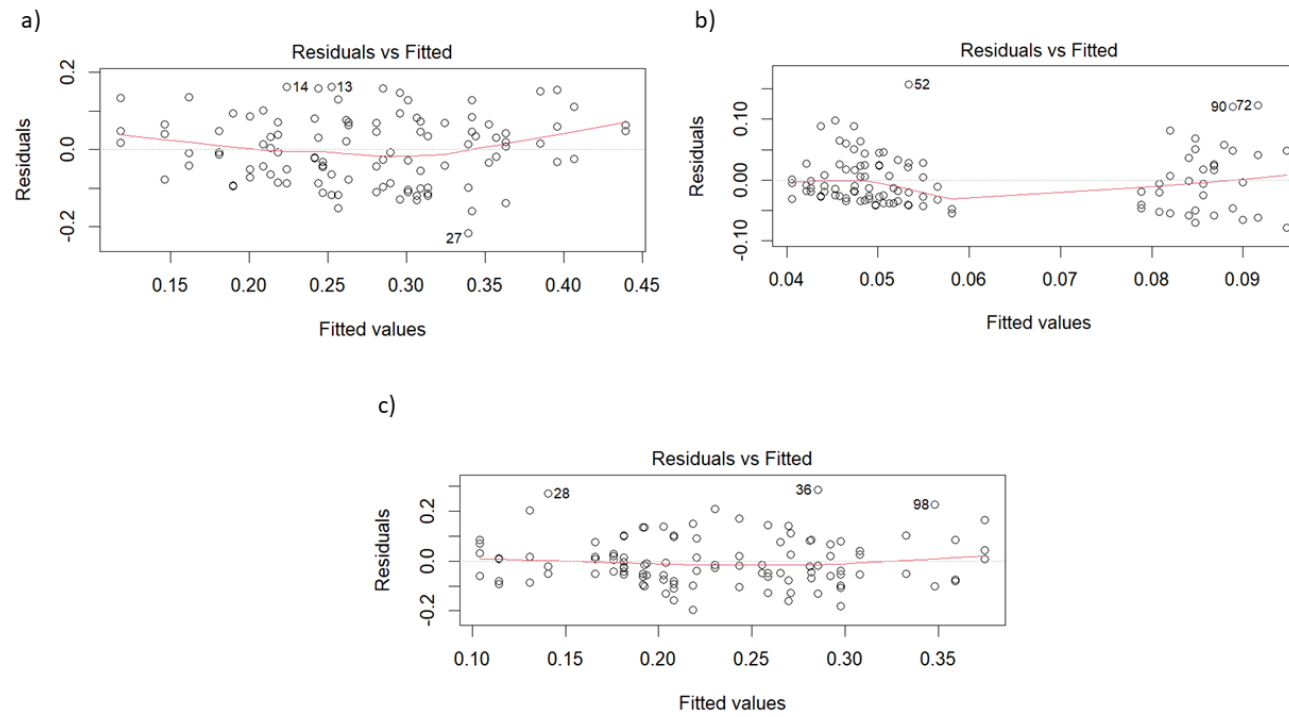 a)
Residuals vs Fitted
0.2
0.0
-0.2
Residuals
14
13
27
0.15 0.20 0.25 0.30 0.35 0.40 0.45
Fitted values
b)
Residuals vs Fitted
0.10
0.00
-0.10
Residuals
52
90
72
0.04 0.05 0.06 0.07 0.08 0.09
Fitted values
c)
Residuals vs Fitted
0.2
0.0
-0.2
Residuals
28
36
98
0.10 0.15 0.20 0.25 0.30 0.35
Fitted values